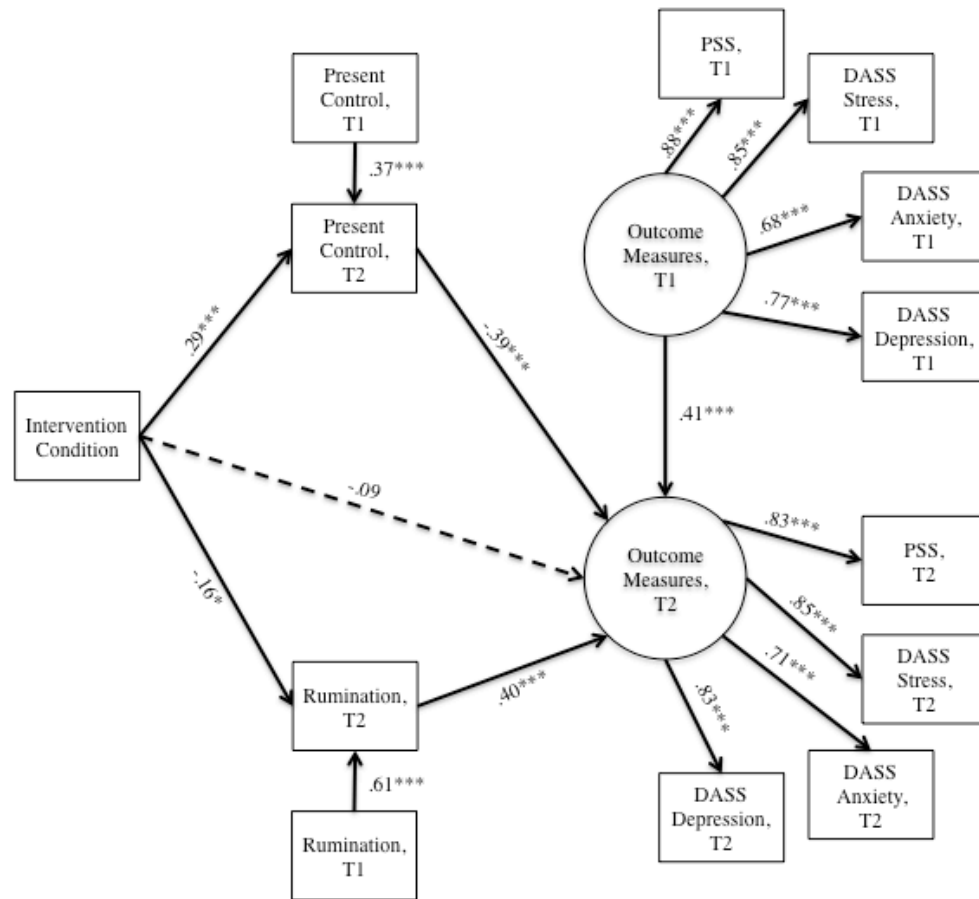 PSS,
T1
DASS
Stress,
T1
Present
Control,
T1
.88***
.85***
.37***
DASS
Anxiety,
T1
.68***
Present
Control,
T2
Outcome
Measures,
T1
.77***
DASS
Depression,
T1
.29***
-.39***
.41***
Intervention
Condition
-.09
.83***
PSS,
T2
Outcome
Measures,
T2
-.16*
.85***
.71***
DASS
Stress,
T2
Rumination,
T2
.40***
.83***
.61***
DASS
Depression,
T2
DASS
Anxiety,
T2
Rumination,
T1